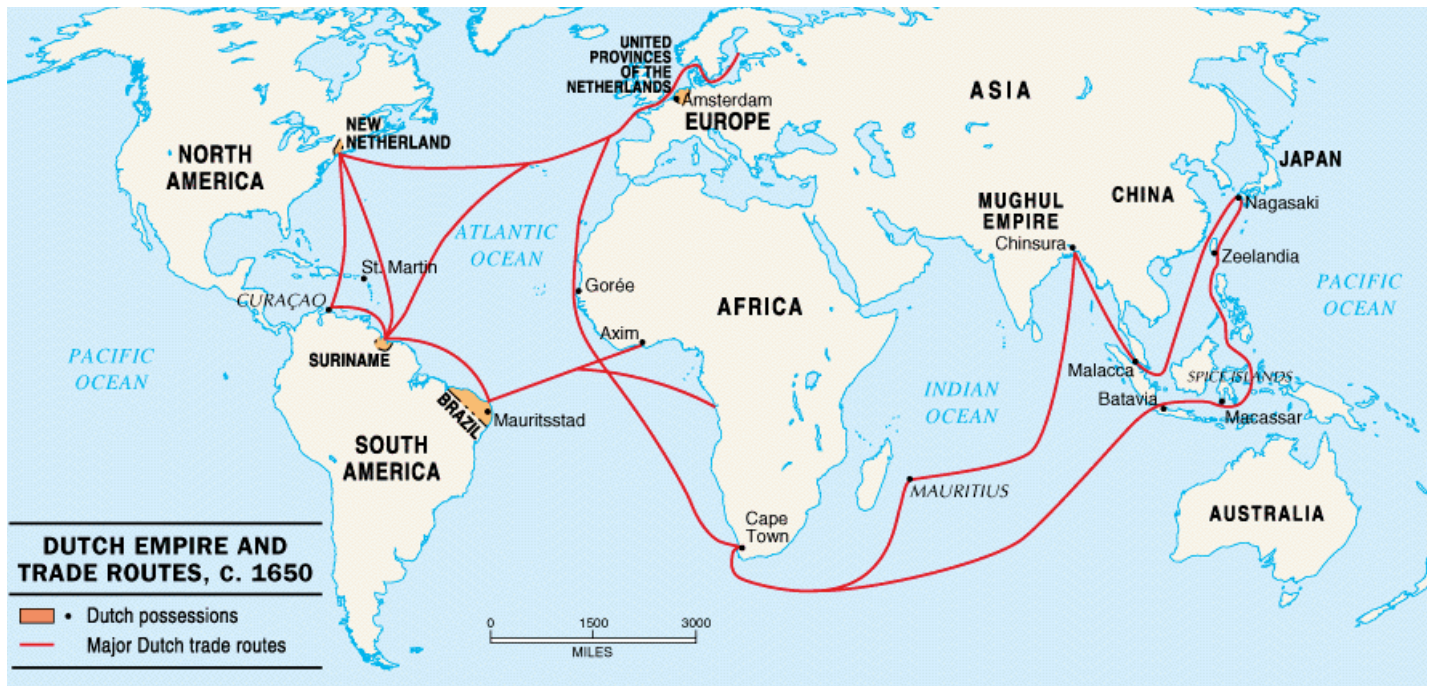 UNITED
PROVINCES
OF THE
NETHERLANDS
Amsterdam
EUROPE
ASIA
NEW
NETHERLAND
NORTH
AMERICA
JAPAN
CHINA
MUGHUL
EMPIRE
Nagasaki
Chinsura
Zeelandia
ATLANTIC
OCEAN
St. Martin
CURAÇAO
Gorée
AFRICA
PACIFIC
OCEAN
Axim
SURINAME
PACIFIC
OCEAN
Malacca
SPICE ISLANDS
Batavia
Macassar
INDIAN
OCEAN
BRAZIL
Mauritsstad
SOUTH
AMERICA
MAURITIUS
Cape
Town
AUSTRALIA
DUTCH EMPIRE AND
TRADE ROUTES, c. 1650
Dutch possessions
Major Dutch trade routes
0 1500 3000
MILES